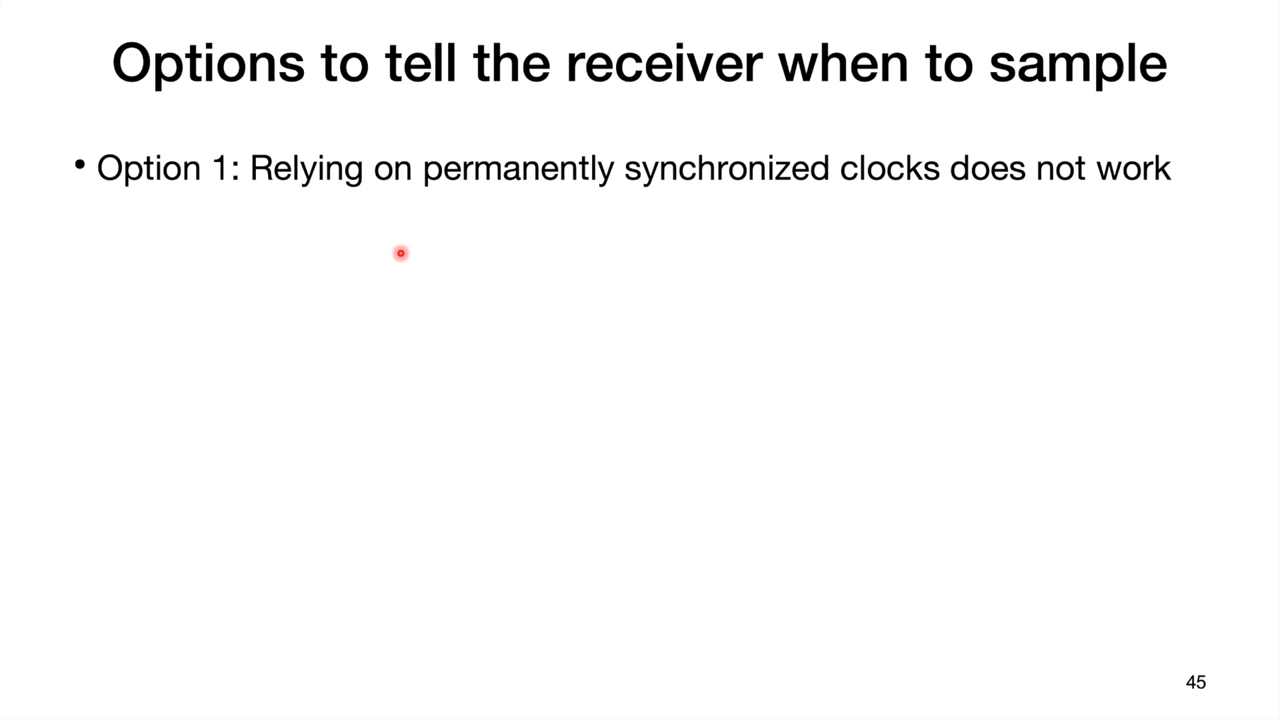 Options to tell the receiver when to sample
• Option 1: Relying on permanently synchronized clocks does not work
45